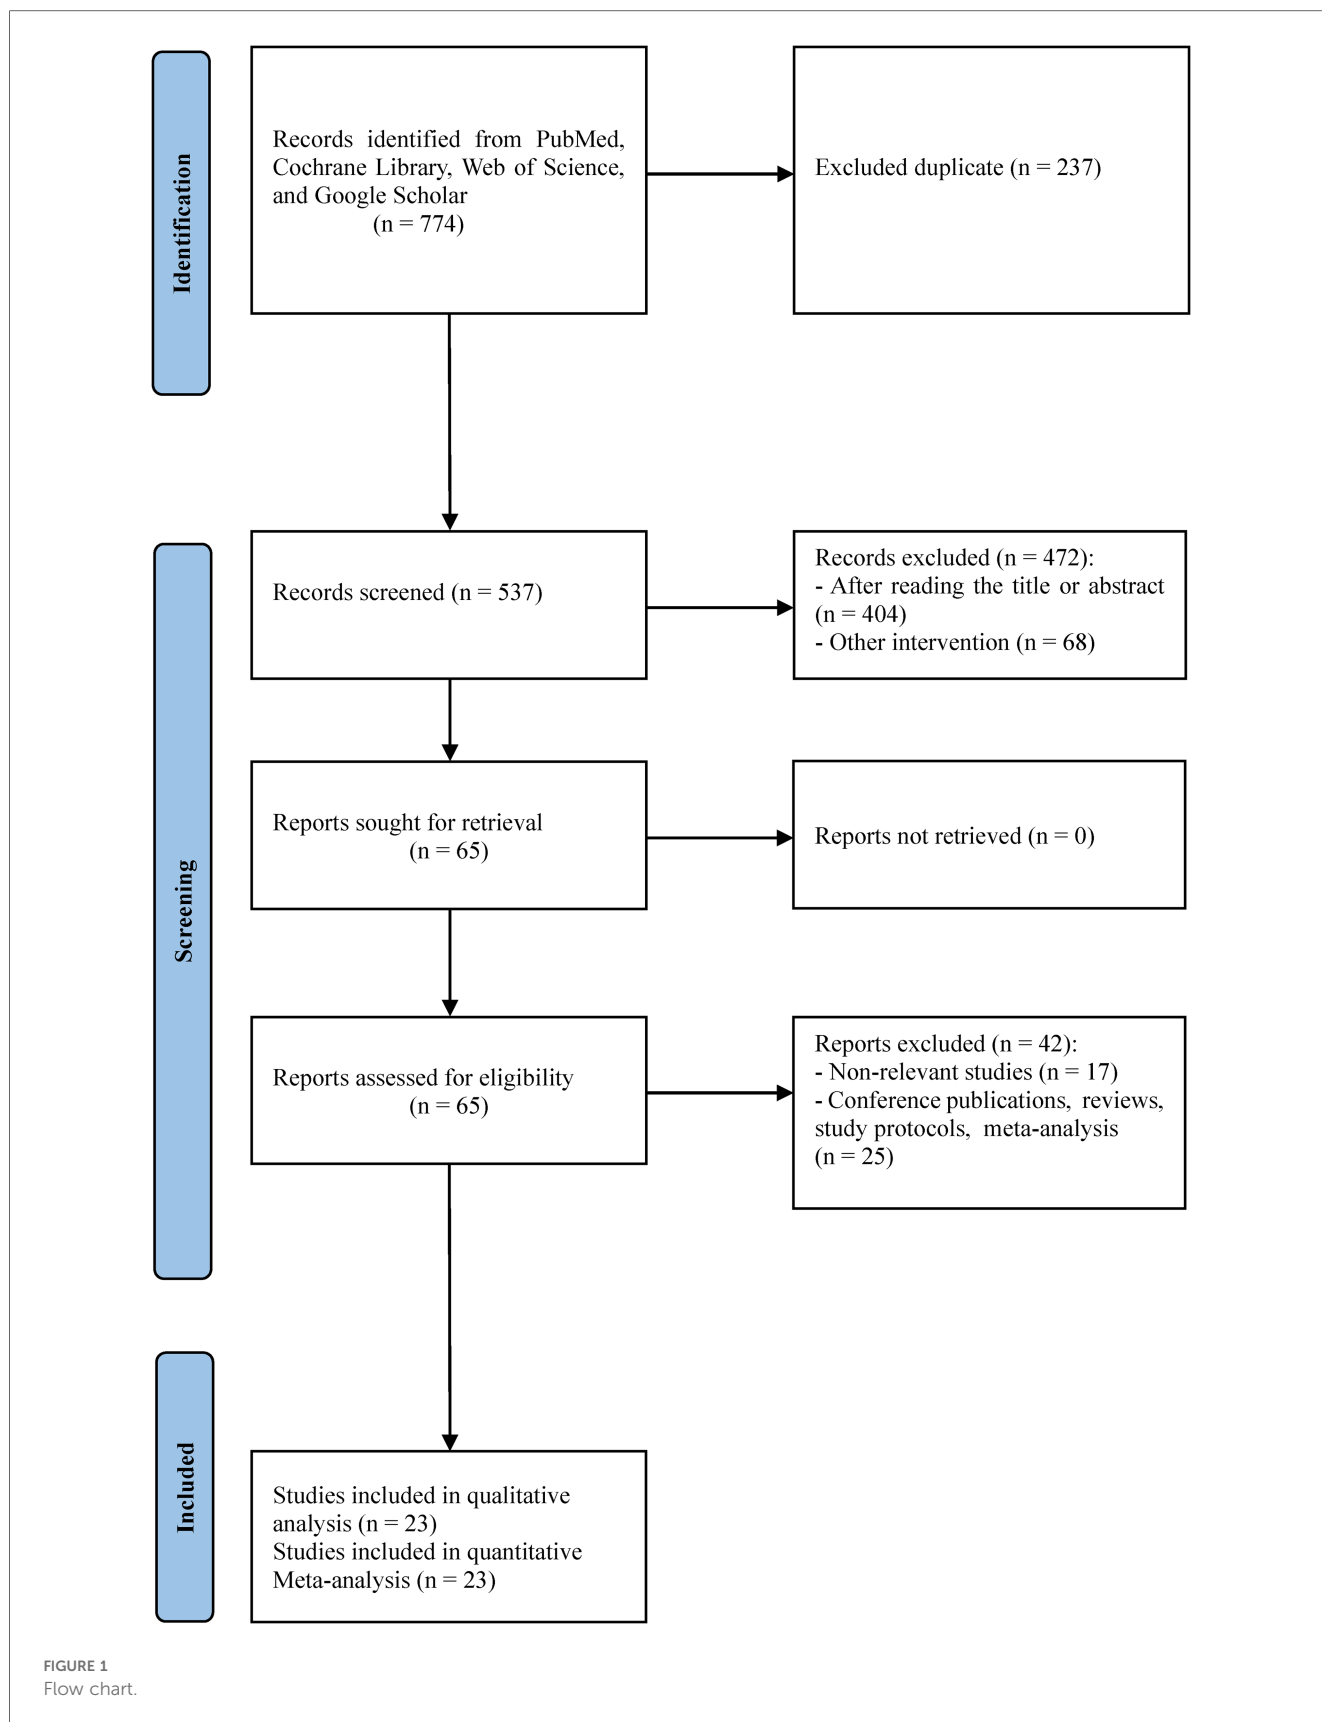 Identification
Records identified from PubMed,
Cochrane Library, Web of Science,
and Google Scholar
(n = 774)
Excluded duplicate (n = 237)
Screening
Records screened (n = 537)
Records excluded (n = 472):
- After reading the title or abstract
(n = 404)
- Other intervention (n = 68)
Reports sought for retrieval
(n = 65)
Reports not retrieved (n = 0)
Reports assessed for eligibility
(n = 65)
Reports excluded (n = 42):
- Non-relevant studies (n = 17)
- Conference publications, reviews,
study protocols, meta-analysis
(n = 25)
Included
Studies included in qualitative
analysis (n = 23)
Studies included in quantitative
Meta-analysis (n = 23)
FIGURE 1
Flow chart.